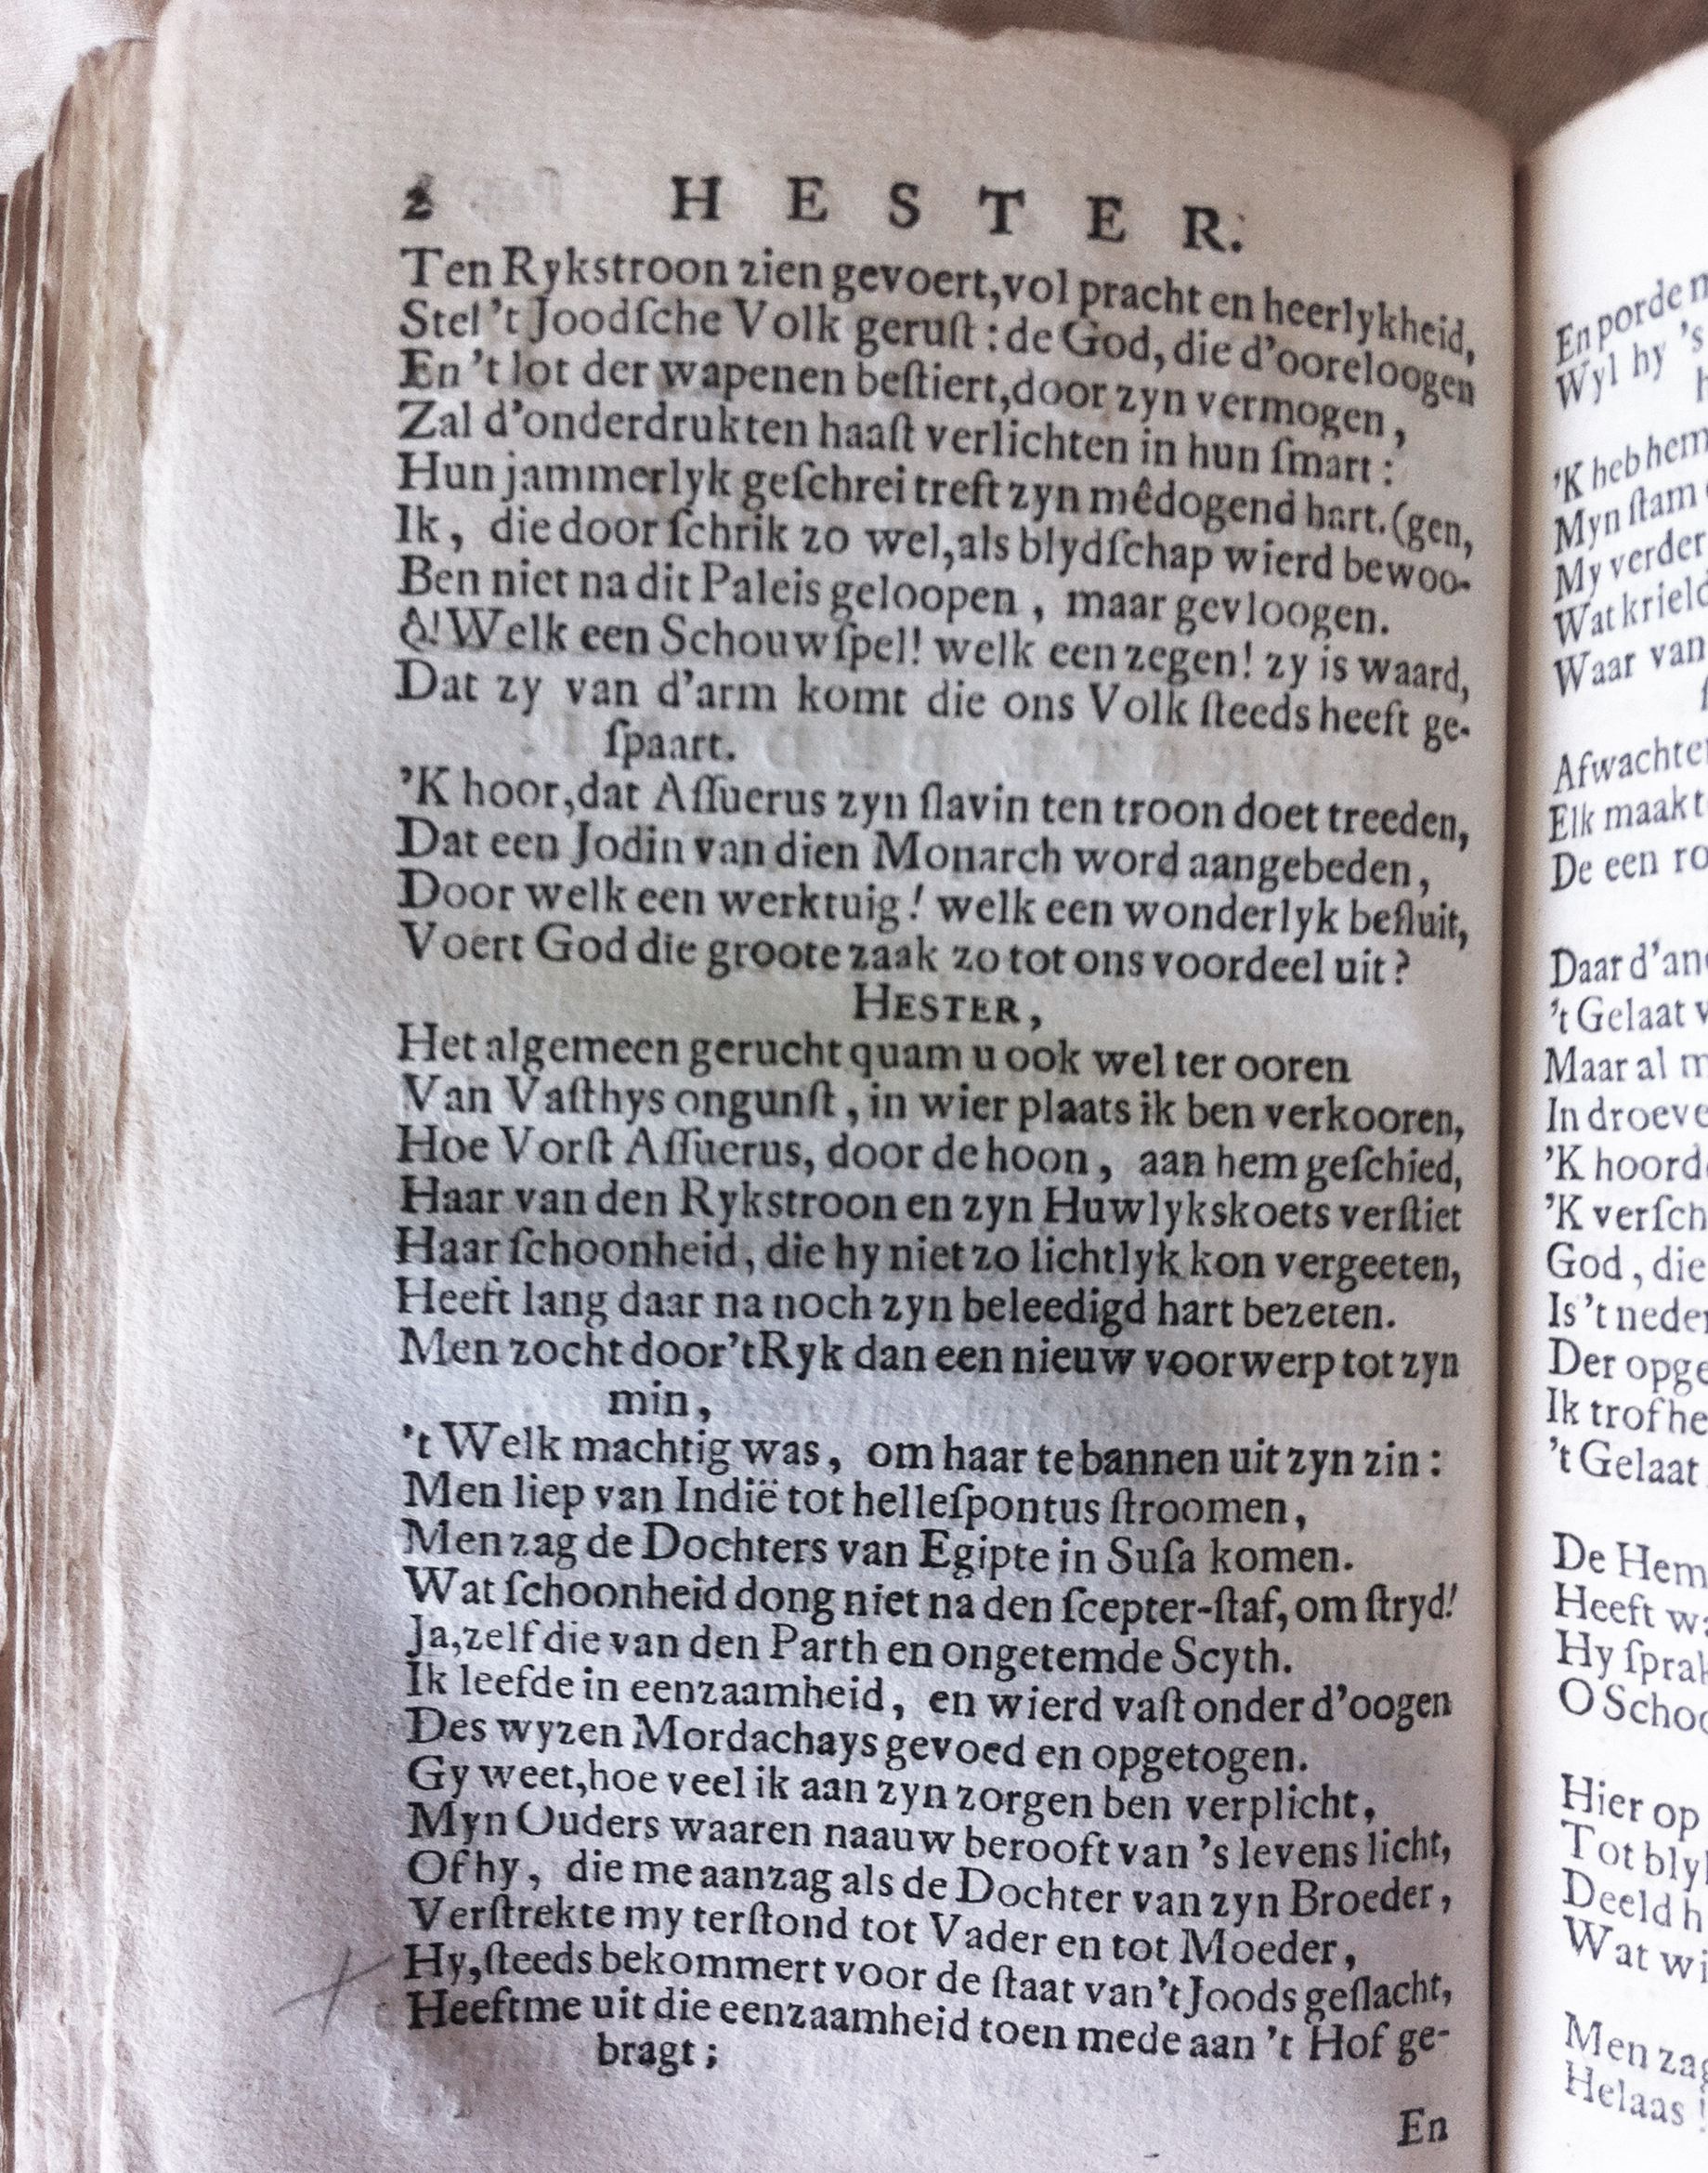 2 HESTER.
Ten Rykstroon zien gevoert, vol pracht en heerlykheid,
Stel 't Joodſche Volk geruſt: de God, die d'ooreloogen
En 't lot der wapenen beſtiert, door zyn vermogen,
Zal d'onderdrukten haaſt verlichten in hun ſmart:
Hun jammerlyk geſchrei treft zyn mêdogend hart. (gen,
Ik, die door ſchrik zo wel, als blydſchap wierd bewoo-
Ben niet na dit Paleis geloopen, maar gevloogen.
ô! Welk een Schouwſpel! welk een zegen! zy is waard,
Dat zy van d'arm komt die ons Volk ſteeds heeft ge-
ſpaart.
'K hoor, dat Aſſuerus zyn ſlavin ten troon doet treeden,
Dat een Jodin van dien Monarch word aangebeden,
Door welk een werktuig! welk een wonderlyk beſluit,
Voert God die groote zaak zo tot ons voordeel uit?
HESTER,
Het algemeen gerucht quam u ook wel ter ooren
Van Vaſthys ongunſt, in wier plaats ik ben verkooren,
Hoe Vorſt Aſſuerus, door de hoon, aan hem geſchied,
Haar van den Rykstroon en zyn Huwlykskoets verſtiet
Haar ſchoonheid, die hy niet zo lichtlyk kon vergeeten,
Heeft lang daar na noch zyn beleedigd hart bezeten.
Men zocht door 't Ryk dan een nieuw voorwerp tot zyn
min,
't Welk machtig was, om haar te bannen uit zyn zin:
Men liep van Indië tot helleſpontus ſtroomen,
Men zag de Dochters van Egipte in Suſa komen.
Wat ſchoonheid dong niet na den ſcepter-ſtaf, om ſtryd!
Ja, zelf die van den Parth en ongetemde Scyth.
Ik leefde in eenzaamheid, en wierd vaſt onder d'oogen
Des wyzen Mordachays gevoed en opgetogen.
Gy weet, hoe veel ik aan zyn zorgen ben verplicht,
Myn Ouders waaren naauw berooft van 's levens licht,
Of hy, die me aanzag als de Dochter van zyn Broeder,
Verſtrekte my terſtond tot Vader en tot Moeder,
Hy, ſteeds bekommert voor de ſtaat van 't Joods geſlacht,
Heeft me uit die eenzaamheid toen mede aan 't Hof ge-
bragt;
En
En porde
Wyl hy 's
'K heb hem
Myn ſtam
My verder
Wat krield
Waar van
Afwachte
Elk maakt
De een ro
Daar d'an
't Gelaat
Maar al
In droeve
'K hoord
'K verſch
God, die
Is 't neder
Der opge
Ik trof he
't Gelaat
De Hem
Heeft
Hy ſprak
O Schoo
Hier op
Tot bly
Deeld h
Wat wi
Men zag
Helaas!